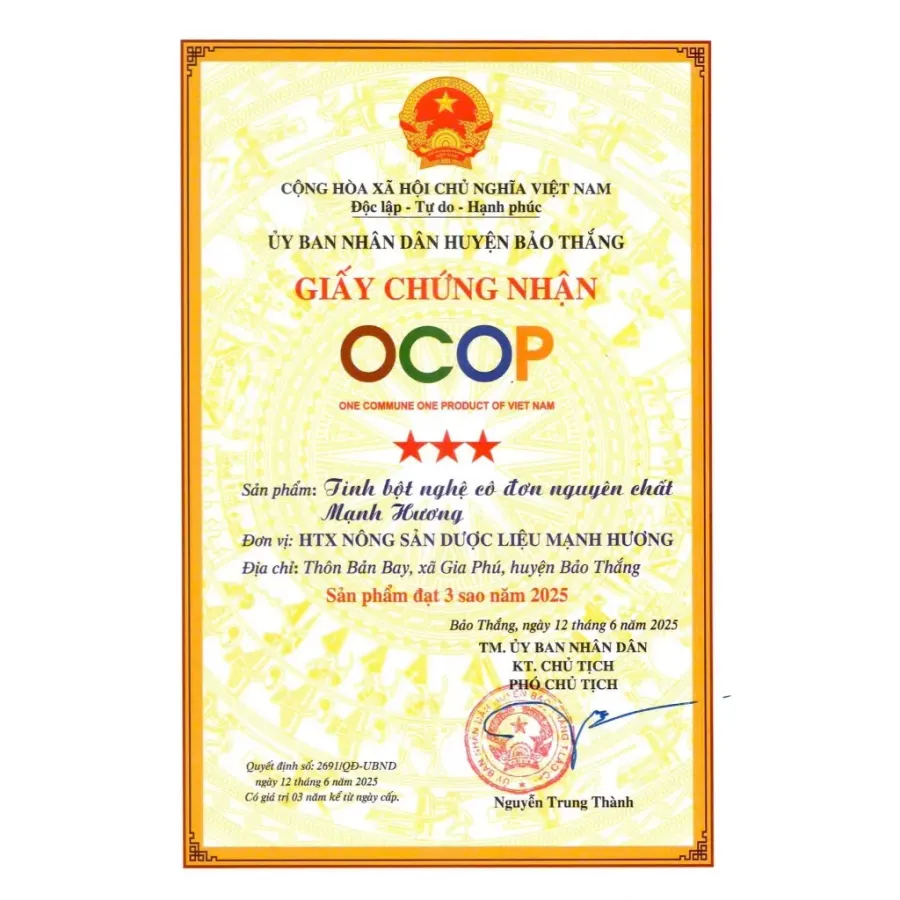 CỘNG HÒA XÃ HỘI CHỦ NGHĨA VIỆT NAM
Độc lập - Tự do - Hạnh phúc
ỦY BAN NHÂN DÂN HUYỆN BẢO THẮNG
GIẤY CHỨNG NHẬN
OCOP
ONE COMMUNE ONE PRODUCT OF VIET NAM
Sản phẩm: Tinh bột nghệ cô đơn nguyên chất
Mạnh Hương
Đơn vị: HTX NÔNG SẢN DƯỢC LIỆU MẠNH HƯƠNG
Địa chỉ: Thôn Bản Bay, xã Gia Phú, huyện Bảo Thắng
Sản phẩm đạt 3 sao năm 2025
Bảo Thắng, ngày 12 tháng 6 năm 2025
TM. ỦY BAN NHÂN DÂN
KT. CHỦ TỊCH
PHÓ CHỦ TỊCH
Quyết định số: 2691/QĐ-UBND
ngày 12 tháng 6 năm 2025
Có giá trị 03 năm kể từ ngày cấp.
Nguyễn Trung Thành